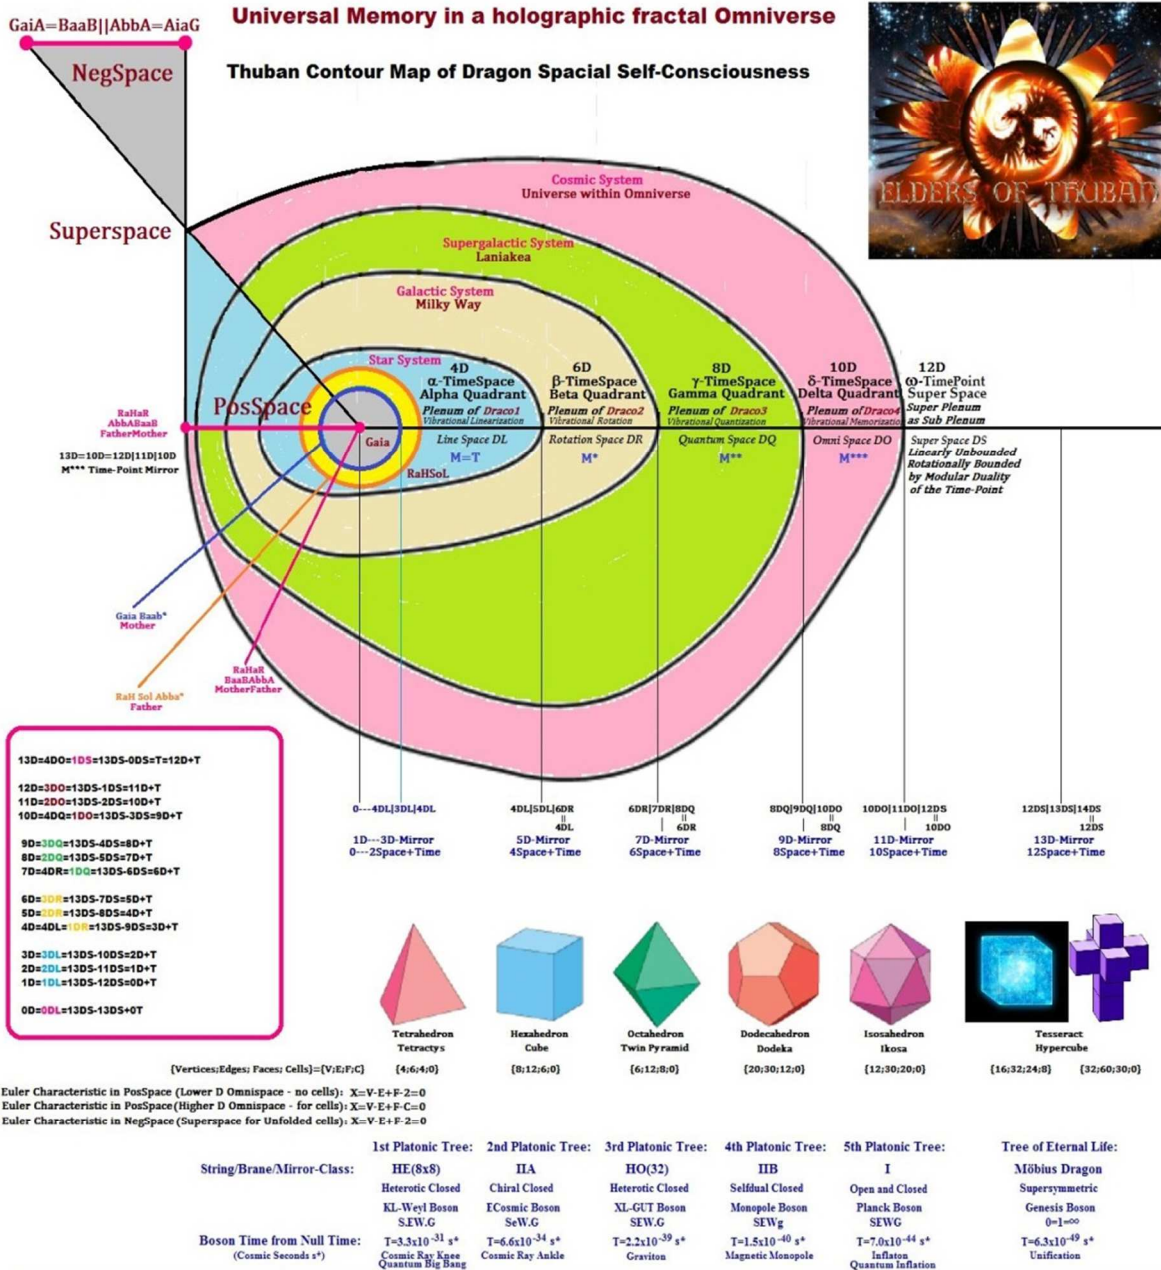 Universal Memory in a holographic fractal Omniverse
GaiA=BaaB||AbbA=AiaG
NegSpace
Thuban Contour Map of Dragon Spacial Self-Consciousness
ELDERS OF THUBAN
Superspace
Cosmic System
Universe within Omniverse
Supergalactic System
Laniakea
Galactic System
Milky Way
Star System
PosSpace
Gaia
RaHSoL
4D
α-TimeSpace
Alpha Quadrant
Plenum of Draco1
Vibrational Linearization
Line Space DL
M=T
6D
β-TimeSpace
Beta Quadrant
Plenum of Draco2
Vibrational Rotation
Rotation Space DR
M*
8D
γ-TimeSpace
Gamma Quadrant
Plenum of Draco3
Vibrational Quantization
Quantum Space DQ
M**
10D
δ-TimeSpace
Delta Quadrant
Plenum of Draco4
Vibrational Memorization
Omni Space DO
M***
12D
ω-TimePoint
Super Space
Super Plenum
as Sub Plenum
Super Space DS
Linearly Unbounded
Rotationally Bounded
by Modular Duality
of the Time-Point
RaHaR
AbbABaaB
FatherMother
13D=10D=12D|11D|10D
M*** Time-Point Mirror
Gaia Baab*
Mother
RaHaR
BaaBAbbA
MotherFather
RaH Sol Abba*
Father
13D=4DO=1DS=13DS-0DS=T=12D+T
12D=3DO=13DS-1DS=11D+T
11D=2DO=13DS-2DS=10D+T
10D=4DQ=1DO=13DS-3DS=9D+T
9D=3DQ=13DS-4DS=8D+T
8D=2DQ=13DS-5DS=7D+T
7D=4DR=1DQ=13DS-6DS=6D+T
6D=3DR=13DS-7DS=5D+T
5D=2DR=13DS-8DS=4D+T
4D=4DL=1DR=13DS-9DS=3D+T
3D=3DL=13DS-10DS=2D+T
2D=2DL=13DS-11DS=1D+T
1D=1DL=13DS-12DS=0D+T
0D=0DL=13DS-13DS+0T
0---4DL|3DL|4DL
1D---3D-Mirror
0---2Space+Time
4DL|5DL|6DR
=
4DL
5D-Mirror
4Space+Time
6DR|7DR|8DQ
=
6DR
7D-Mirror
6Space+Time
8DQ|9DQ|10DO
=
8DQ
9D-Mirror
8Space+Time
10DO|11DO|12DS
=
10DO
11D-Mirror
10Space+Time
12DS|13DS|14DS
=
12DS
13D-Mirror
12Space+Time
Tetrahedron
Tetractys
Hexahedron
Cube
Octahedron
Twin Pyramid
Dodecahedron
Dodeka
Isosahedron
Ikosa
Tesseract
Hypercube
{Vertices;Edges; Faces; Cells}={V;E;F;C} {4;6;4;0} {8;12;6;0} {6;12;8;0} {20;30;12;0} {12;30;20;0} {16;32;24;8} {32;60;30;0}
Euler Characteristic in PosSpace (Lower D Omnispace - no cells): X=V-E+F-2=0
Euler Characteristic in PosSpace(Higher D Omnispace - for cells): X=V-E+F-C=0
Euler Characteristic in NegSpace (Superspace for Unfolded cells): X=V-E+F-2=0
1st Platonic Tree: 2nd Platonic Tree: 3rd Platonic Tree: 4th Platonic Tree: 5th Platonic Tree: Tree of Eternal Life:
String/Brane/Mirror-Class: HE(8x8) IIA HO(32) IIB I Möbius Dragon
Heterotic Closed Chiral Closed Heterotic Closed Selfdual Closed Open and Closed Supersymmetric
KL-Weyl Boson ECosmic Boson XL-GUT Boson Monopole Boson Planck Boson Genesis Boson
S.EW.G SeW.G SEW.G SEWg SEWG 0=1=∞
Boson Time from Null Time: T=3.3x10⁻³¹ s* T=6.6x10⁻³⁴ s* T=2.2x10⁻³⁹ s* T=1.5x10⁻⁴⁰ s* T=7.0x10⁻⁴⁴ s* T=6.3x10⁻⁴⁹ s*
(Cosmic Seconds s*) Cosmic Ray Knee Cosmic Ray Ankle Graviton Magnetic Monopole Inflaton Unification
Quantum Big Bang Quantum Inflation